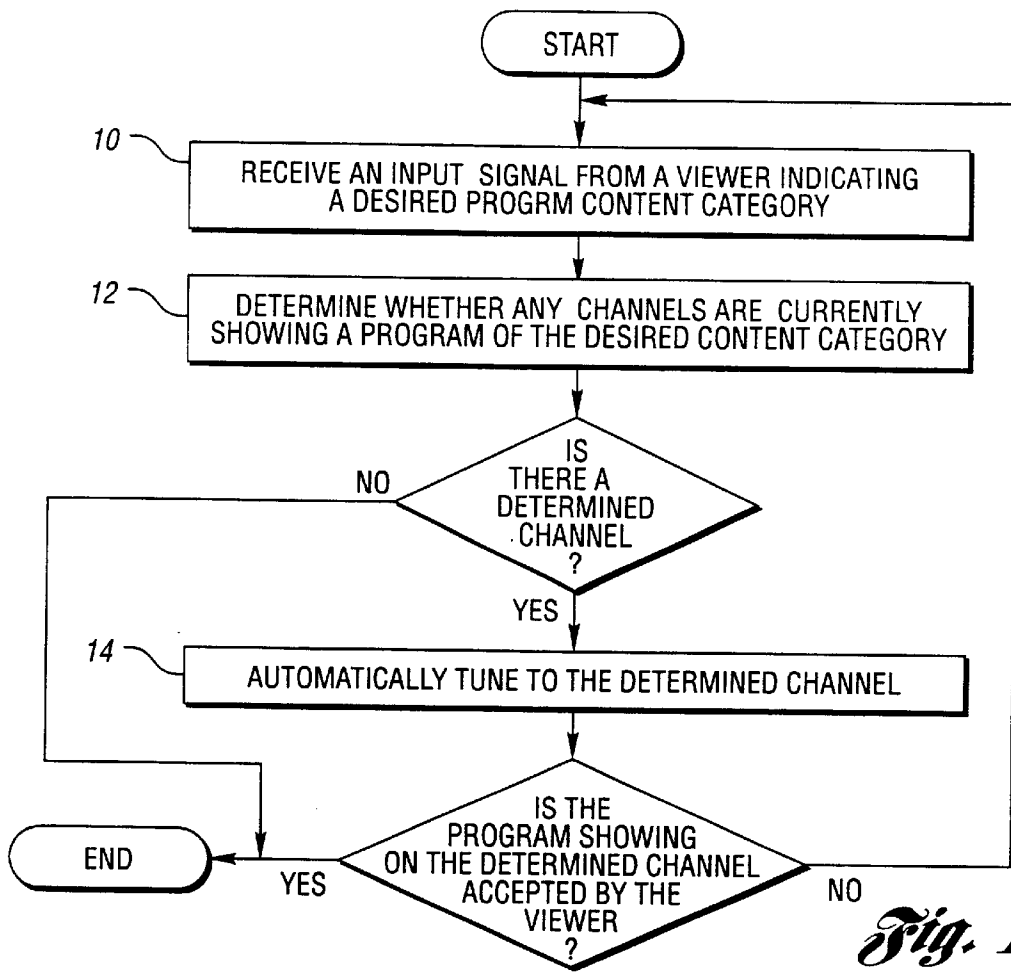 START
10
RECEIVE AN INPUT SIGNAL FROM A VIEWER INDICATING
A DESIRED PROGRM CONTENT CATEGORY
12
DETERMINE WHETHER ANY CHANNELS ARE CURRENTLY
SHOWING A PROGRAM OF THE DESIRED CONTENT CATEGORY
IS
THERE A
DETERMINED
CHANNEL
?
NO
YES
14
AUTOMATICALLY TUNE TO THE DETERMINED CHANNEL
IS THE
PROGRAM SHOWING
ON THE DETERMINED CHANNEL
ACCEPTED BY THE
VIEWER
?
END
YES
NO
Fig.